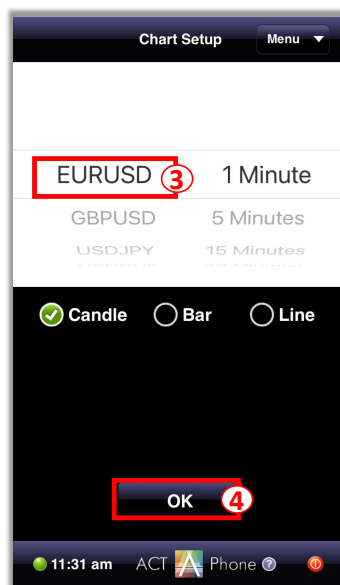 Chart Setup Menu
EURUSD ③ 1 Minute
GBPUSD 5 Minutes
USDJPY 15 Minutes
Candle Bar Line
OK ④
11:31 am ACT Phone ?